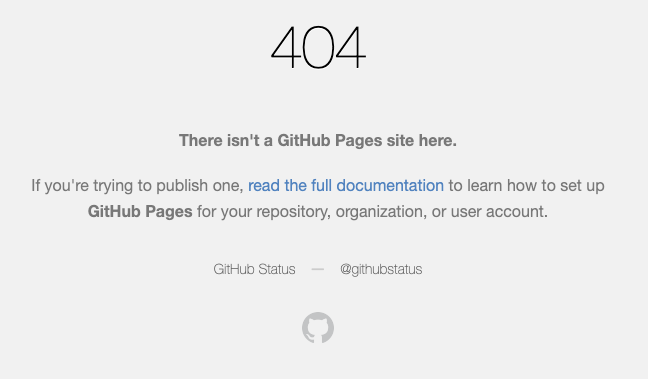 404
There isn't a GitHub Pages site here.
If you're trying to publish one, read the full documentation to learn how to set up
GitHub Pages for your repository, organization, or user account.
GitHub Status — @githubstatus